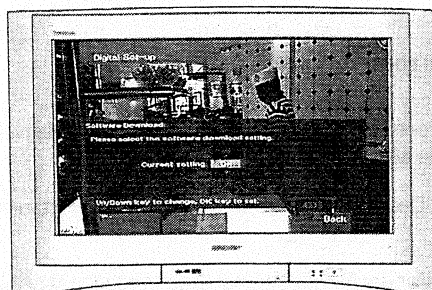 Digital Set-up
Software Download
Please select the software download setting.
Current setting
Up/Down key to change, OK key to set.
Back